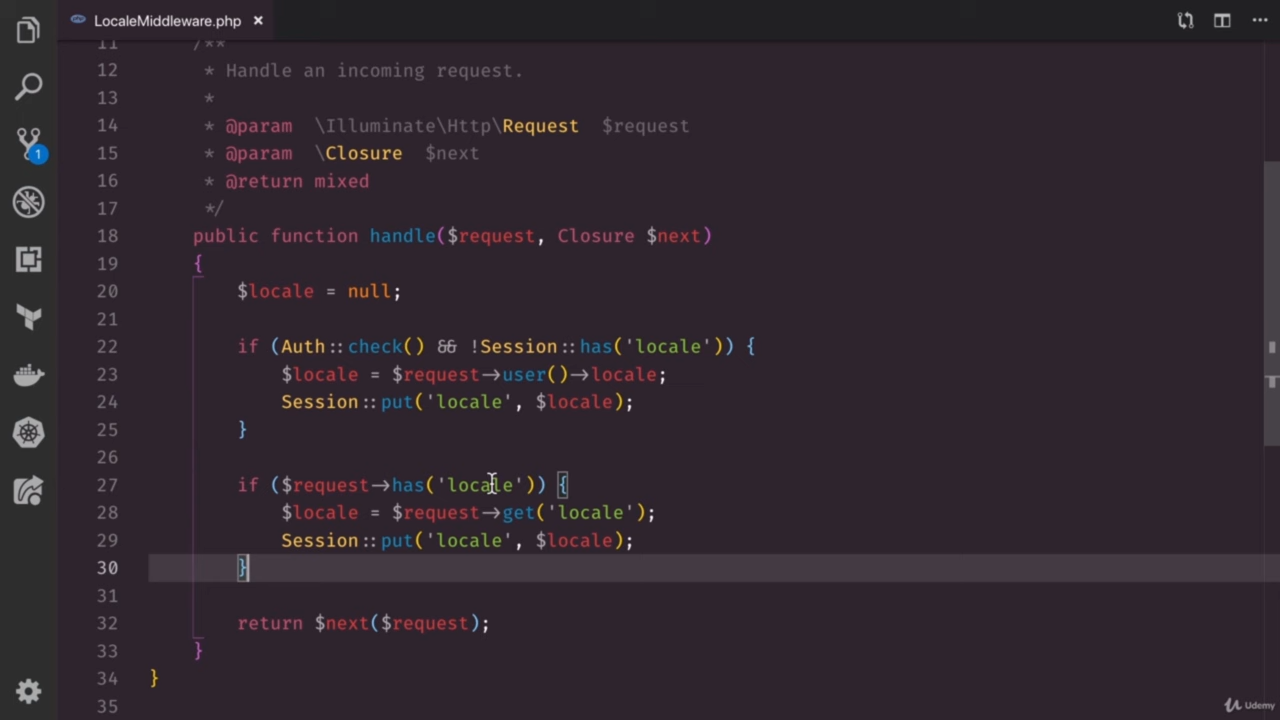 LocaleMiddleware.php ×
11 /**
12 * Handle an incoming request.
13 *
14 * @param \Illuminate\Http\Request $request
15 * @param \Closure $next
16 * @return mixed
17 */
18 public function handle($request, Closure $next)
19 {
20 $locale = null;
21
22 if (Auth::check() && !Session::has('locale')) {
23 $locale = $request->user()->locale;
24 Session::put('locale', $locale);
25 }
26
27 if ($request->has('locale')) {
28 $locale = $request->get('locale');
29 Session::put('locale', $locale);
30 }
31
32 return $next($request);
33 }
34 }
35
1
Udemy